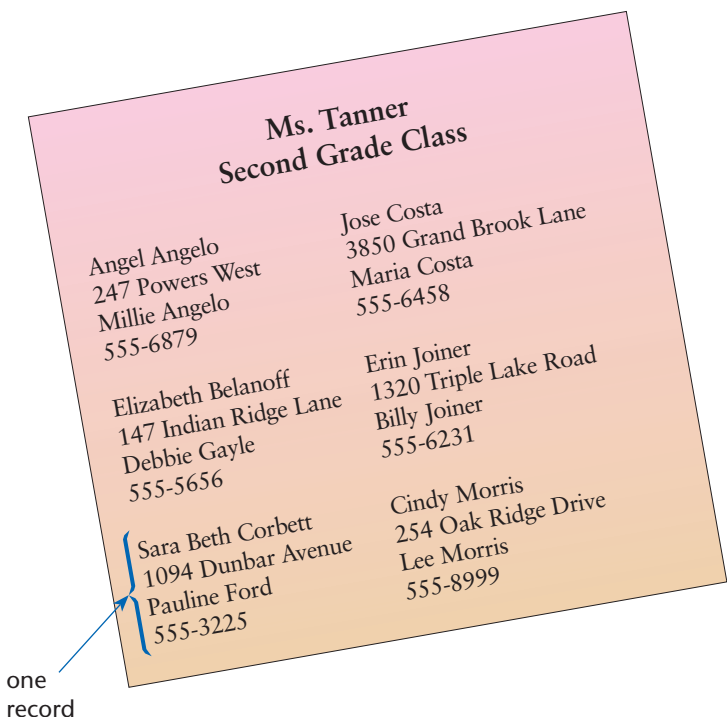 Ms. Tanner
Second Grade Class
Angel Angelo
247 Powers West
Millie Angelo
555-6879
Elizabeth Belanoff
147 Indian Ridge Lane
Debbie Gayle
555-5656
Sara Beth Corbett
1094 Dunbar Avenue
Pauline Ford
555-3225
Jose Costa
3850 Grand Brook Lane
Maria Costa
555-6458
Erin Joiner
1320 Triple Lake Road
Billy Joiner
555-6231
Cindy Morris
254 Oak Ridge Drive
Lee Morris
555-8999
one
record